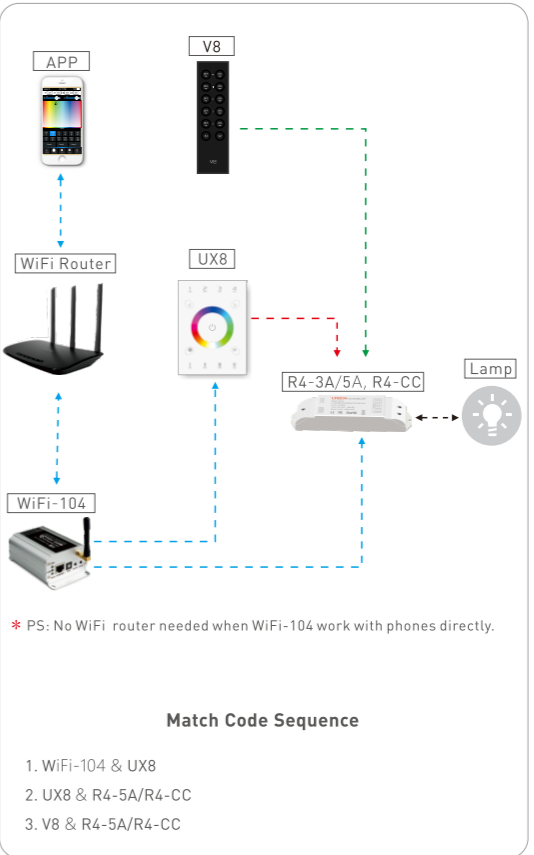 APP
V8
V8
WiFi Router
UX8
R4-3A/5A, R4-CC
Lamp
WiFi-104
* PS: No WiFi router needed when WiFi-104 work with phones directly.
Match Code Sequence
1. WiFi-104 & UX8
2. UX8 & R4-5A/R4-CC
3. V8 & R4-5A/R4-CC